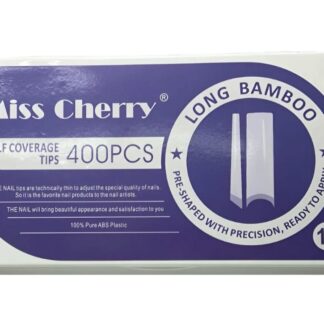 Miss Cherry®
LF COVERAGE
TIPS 400PCS
THE NAIL tips are technically thin to adjust the special quality of nails.
So it is the favorite nail products to the nail artists.
THE NAIL will bring beautiful appearance and satisfaction to you
100% Pure ABS Plastic
LONG BAMBOO
PRE-SHAPED WITH PRECISION, READY TO APPLY
1